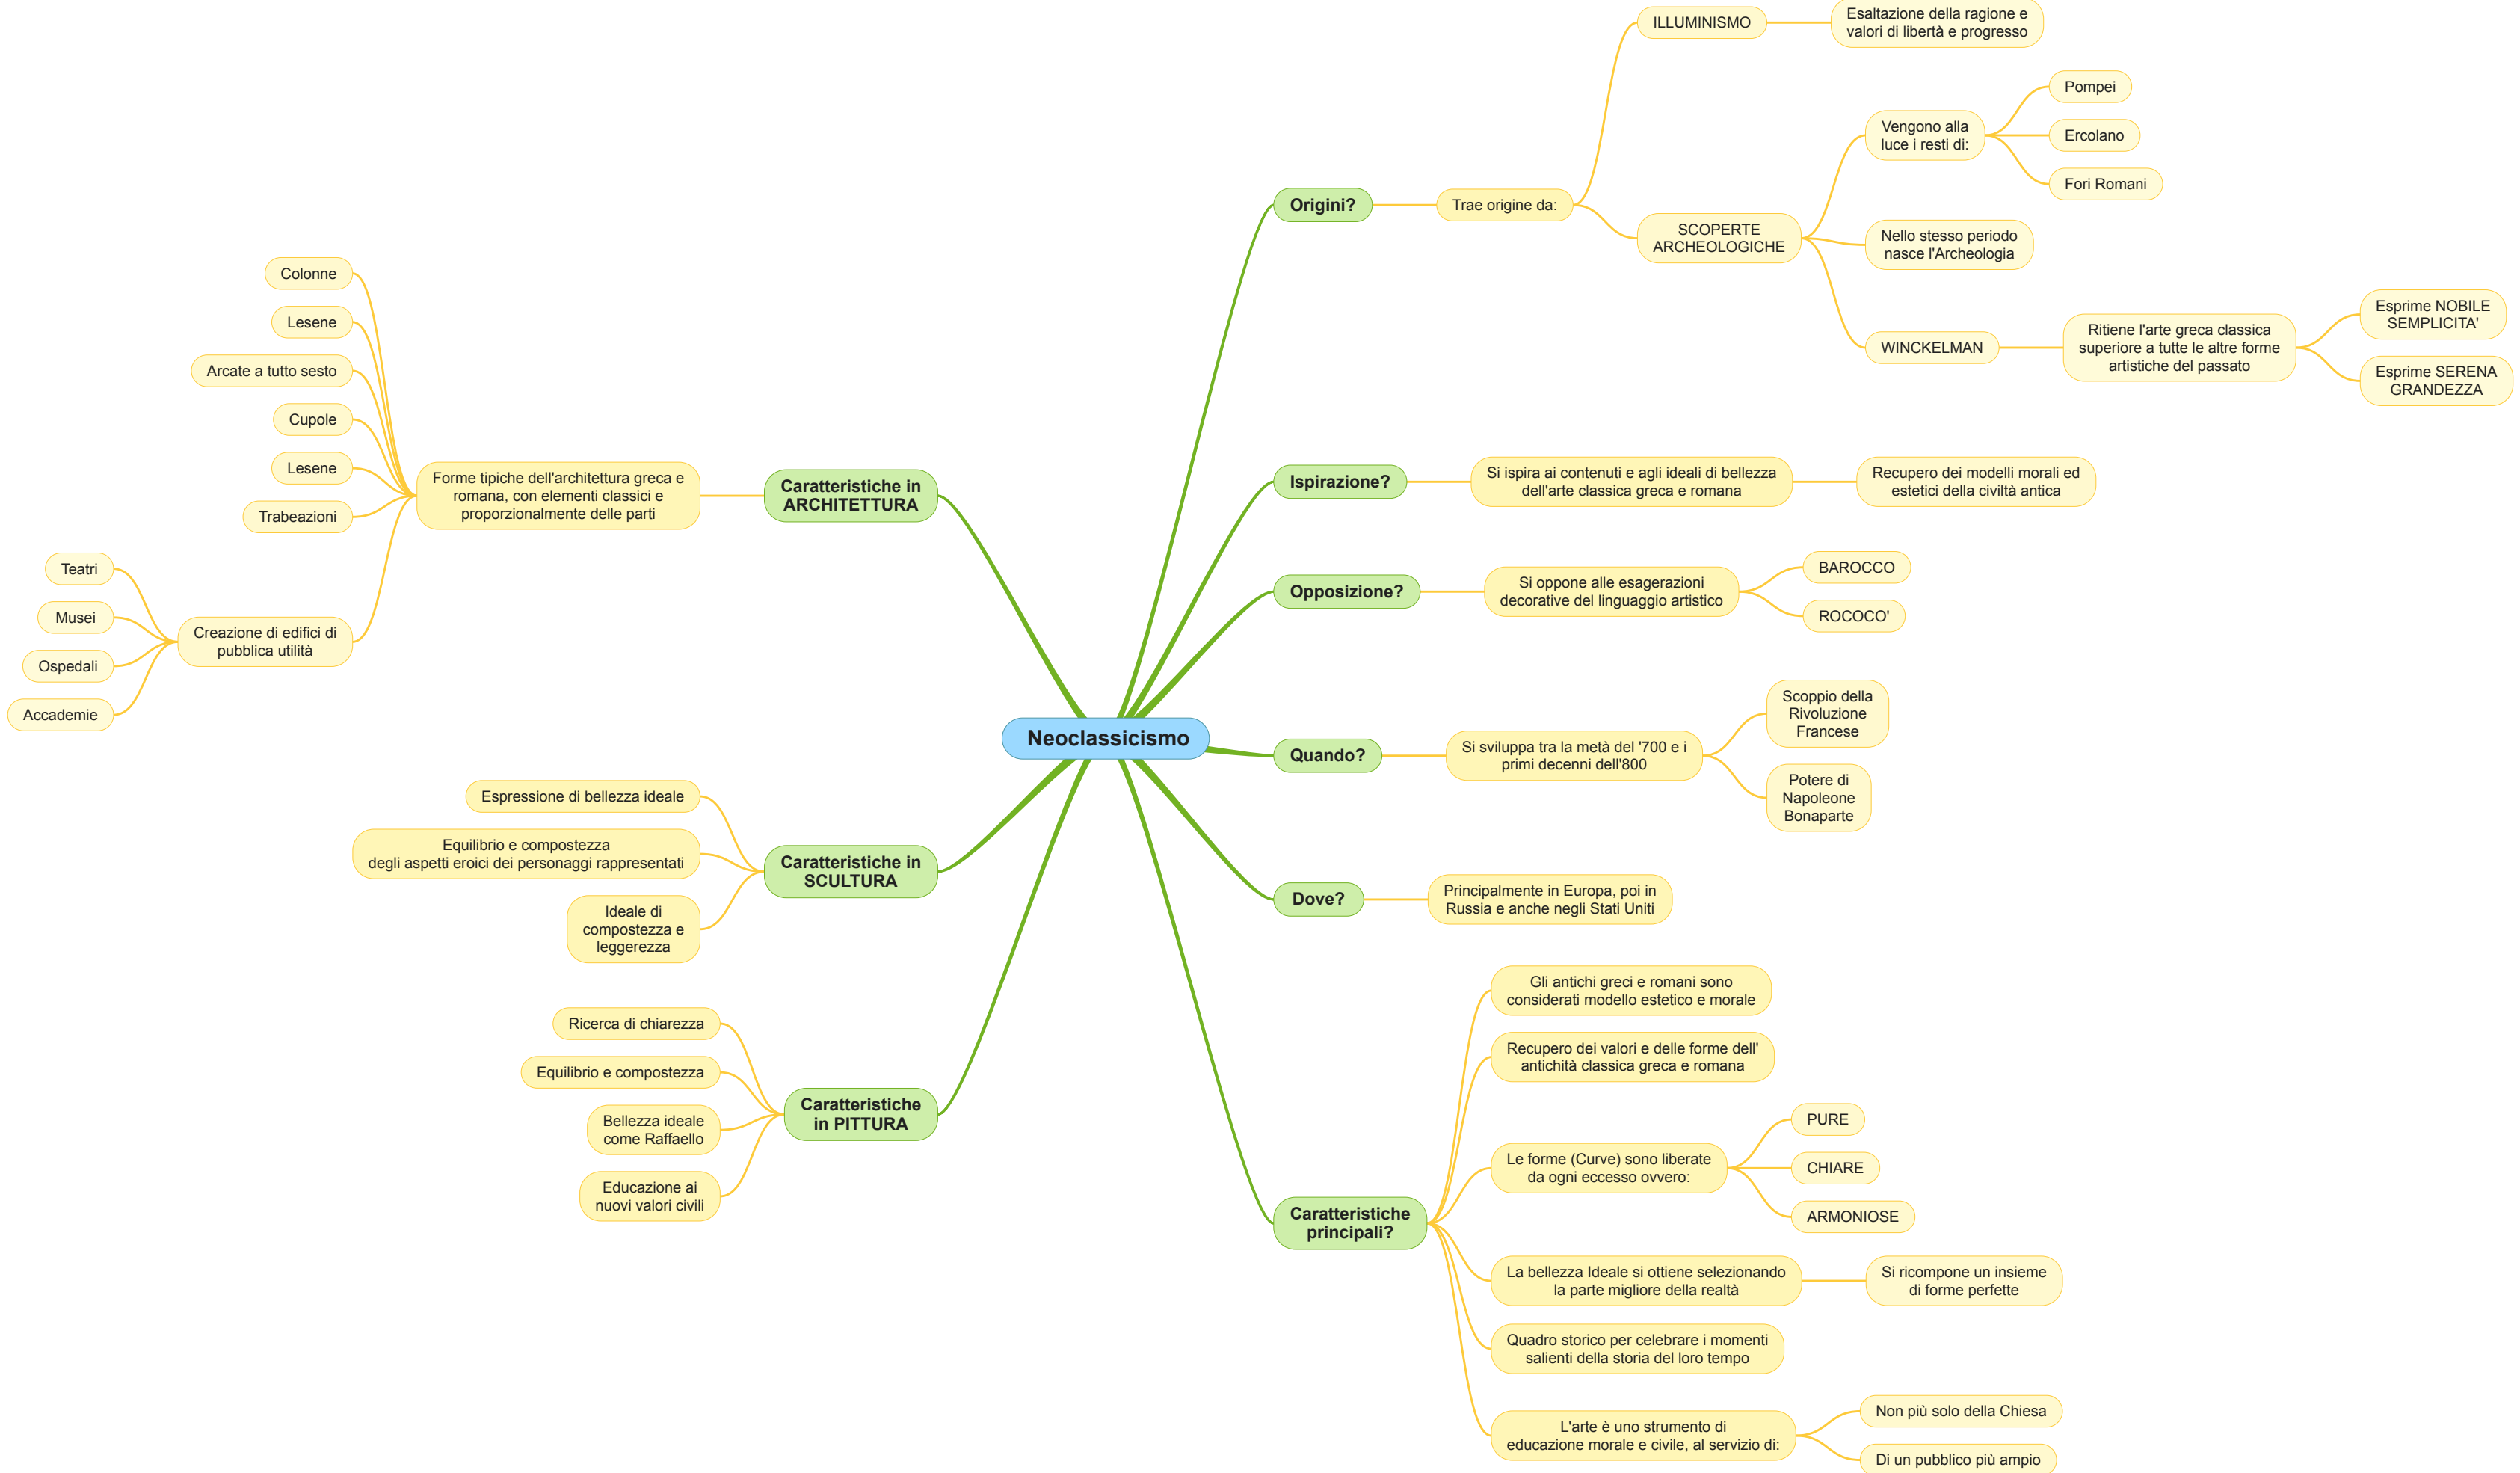 Neoclassicismo
Origini?
Trae origine da:
ILLUMINISMO
Esaltazione della ragione e
valori di libertà e progresso
SCOPERTE
ARCHEOLOGICHE
Vengono alla
luce i resti di:
Pompei
Ercolano
Fori Romani
Nello stesso periodo
nasce l'Archeologia
WINCKELMAN
Ritiene l'arte greca classica
superiore a tutte le altre forme
artistiche del passato
Esprime NOBILE
SEMPLICITA'
Esprime SERENA
GRANDEZZA
Ispirazione?
Si ispira ai contenuti e agli ideali di bellezza
dell'arte classica greca e romana
Recupero dei modelli morali ed
estetici della civiltà antica
Opposizione?
Si oppone alle esagerazioni
decorative del linguaggio artistico
BAROCCO
ROCOCO'
Quando?
Si sviluppa tra la metà del '700 e i
primi decenni dell'800
Scoppio della
Rivoluzione
Francese
Potere di
Napoleone
Bonaparte
Dove?
Principalmente in Europa, poi in
Russia e anche negli Stati Uniti
Caratteristiche
principali?
Gli antichi greci e romani sono
considerati modello estetico e morale
Recupero dei valori e delle forme dell'
antichità classica greca e romana
Le forme (Curve) sono liberate
da ogni eccesso ovvero:
PURE
CHIARE
ARMONIOSE
La bellezza Ideale si ottiene selezionando
la parte migliore della realtà
Si ricompone un insieme
di forme perfette
Quadro storico per celebrare i momenti
salienti della storia del loro tempo
L'arte è uno strumento di
educazione morale e civile, al servizio di:
Non più solo della Chiesa
Di un pubblico più ampio
Caratteristiche in
ARCHITETTURA
Forme tipiche dell'architettura greca e
romana, con elementi classici e
proporzionalmente delle parti
Colonne
Lesene
Arcate a tutto sesto
Cupole
Lesene
Trabeazioni
Creazione di edifici di
pubblica utilità
Teatri
Musei
Ospedali
Accademie
Caratteristiche in
SCULTURA
Espressione di bellezza ideale
Equilibrio e compostezza
degli aspetti eroici dei personaggi rappresentati
Ideale di
compostezza e
leggerezza
Caratteristiche
in PITTURA
Ricerca di chiarezza
Equilibrio e compostezza
Bellezza ideale
come Raffaello
Educazione ai
nuovi valori civili